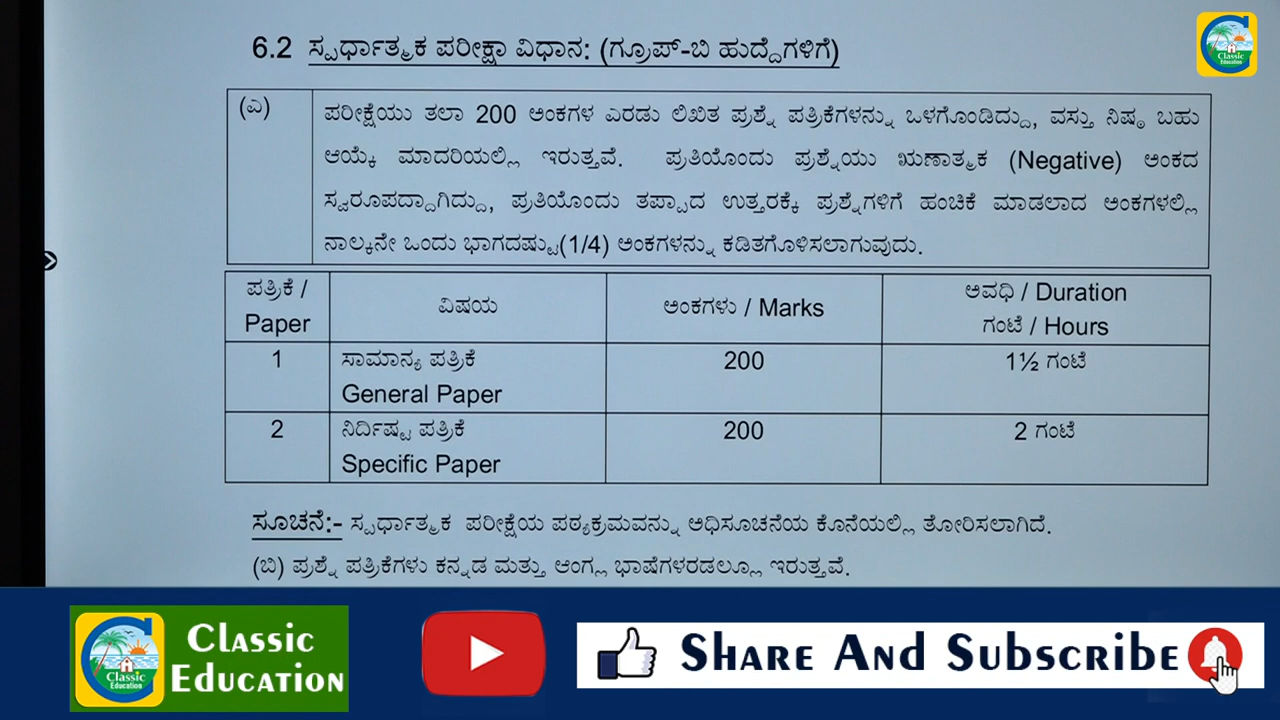 Classic
Education
6.2 ಸ್ಪರ್ಧಾತ್ಮಕ ಪರೀಕ್ಷಾ ವಿಧಾನ: (ಗ್ರೂಪ್-ಬಿ ಹುದ್ದೆಗಳಿಗೆ)
(ಎ) ಪರೀಕ್ಷೆಯು ತಲಾ 200 ಅಂಕಗಳ ಎರಡು ಲಿಖಿತ ಪ್ರಶ್ನೆ ಪತ್ರಿಕೆಗಳನ್ನು ಒಳಗೊಂಡಿದ್ದು, ವಸ್ತು ನಿಷ್ಠ ಬಹು
ಆಯ್ಕೆ ಮಾದರಿಯಲ್ಲಿ ಇರುತ್ತವೆ. ಪ್ರತಿಯೊಂದು ಪ್ರಶ್ನೆಯು ಋಣಾತ್ಮಕ (Negative) ಅಂಕದ
ಸ್ವರೂಪದ್ದಾಗಿದ್ದು, ಪ್ರತಿಯೊಂದು ತಪ್ಪಾದ ಉತ್ತರಕ್ಕೆ ಪ್ರಶ್ನೆಗಳಿಗೆ ಹಂಚಿಕೆ ಮಾಡಲಾದ ಅಂಕಗಳಲ್ಲಿ
ನಾಲ್ಕನೇ ಒಂದು ಭಾಗದಷ್ಟು(1/4) ಅಂಕಗಳನ್ನು ಕಡಿತಗೊಳಿಸಲಾಗುವುದು.
ಪತ್ರಿಕೆ /
Paper
ವಿಷಯ
ಅಂಕಗಳು / Marks
ಅವಧಿ / Duration
ಗಂಟೆ / Hours
1
ಸಾಮಾನ್ಯ ಪತ್ರಿಕೆ
General Paper
200
1½ ಗಂಟೆ
2
ನಿರ್ದಿಷ್ಟ ಪತ್ರಿಕೆ
Specific Paper
200
2 ಗಂಟೆ
ಸೂಚನೆ:- ಸ್ಪರ್ಧಾತ್ಮಕ ಪರೀಕ್ಷೆಯ ಪಠ್ಯಕ್ರಮವನ್ನು ಅಧಿಸೂಚನೆಯ ಕೊನೆಯಲ್ಲಿ ತೋರಿಸಲಾಗಿದೆ.
(ಬಿ) ಪ್ರಶ್ನೆ ಪತ್ರಿಕೆಗಳು ಕನ್ನಡ ಮತ್ತು ಆಂಗ್ಲ ಭಾಷೆಗಳೆರಡಲ್ಲೂ ಇರುತ್ತವೆ.
Classic
Education
Classic
Education
Share And Subscribe